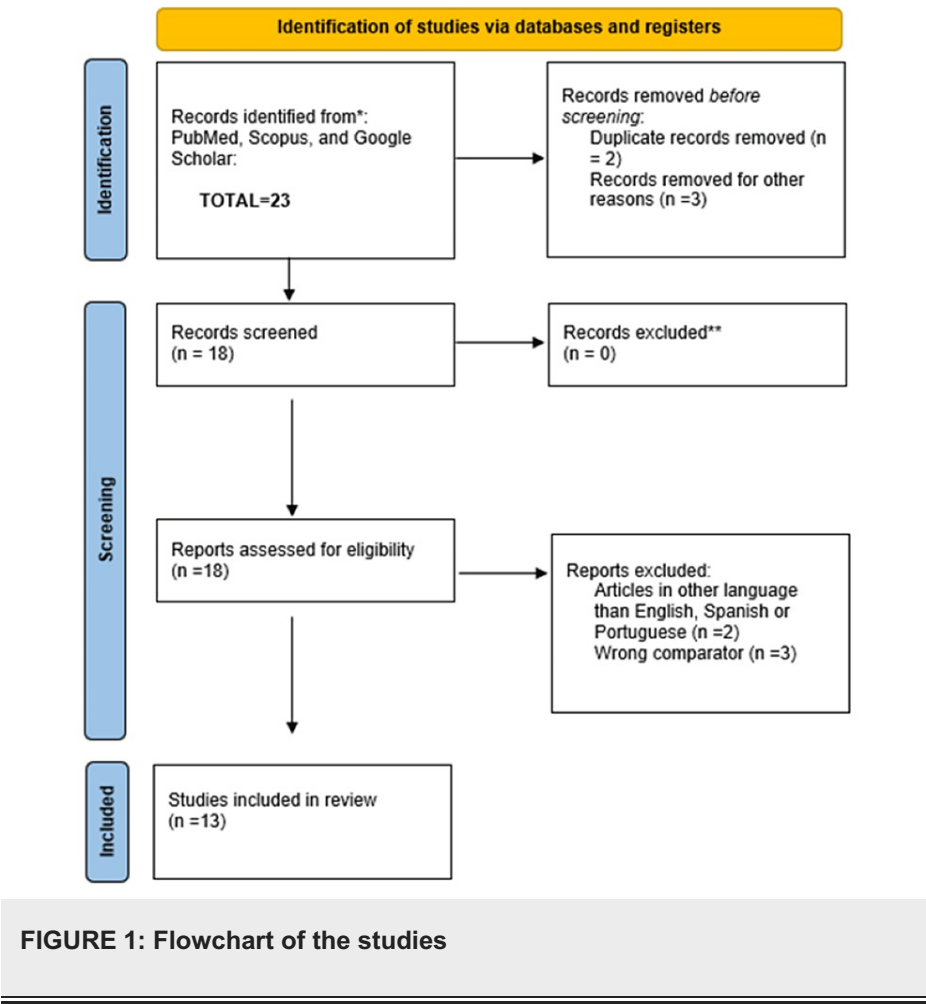 Identification of studies via databases and registers
Identification
Records identified from*:
PubMed, Scopus, and Google
Scholar:
TOTAL=23
Records removed before
screening:
Duplicate records removed (n
= 2)
Records removed for other
reasons (n =3)
Screening
Records screened
(n = 18)
Records excluded**
(n = 0)
Reports assessed for eligibility
(n =18)
Reports excluded:
Articles in other language
than English, Spanish or
Portuguese (n =2)
Wrong comparator (n =3)
Included
Studies included in review
(n =13)
FIGURE 1: Flowchart of the studies